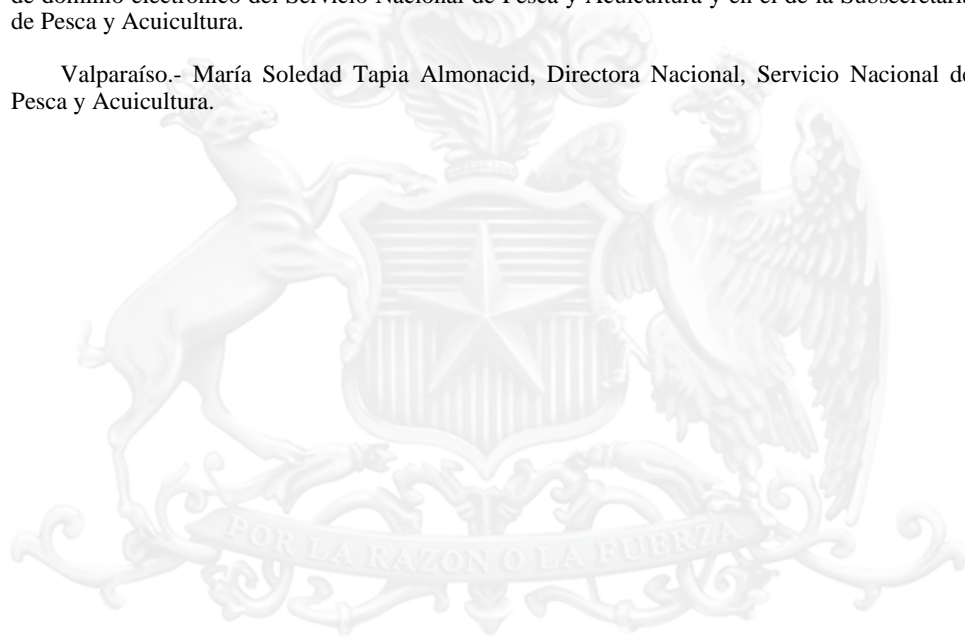 de dominio electrónico del Servicio Nacional de Pesca y Acuicultura y en el de la Subsecretaría
de Pesca y Acuicultura.
Valparaíso.- María Soledad Tapia Almonacid, Directora Nacional, Servicio Nacional de
Pesca y Acuicultura.
POR LA RAZON O LA FUERZA